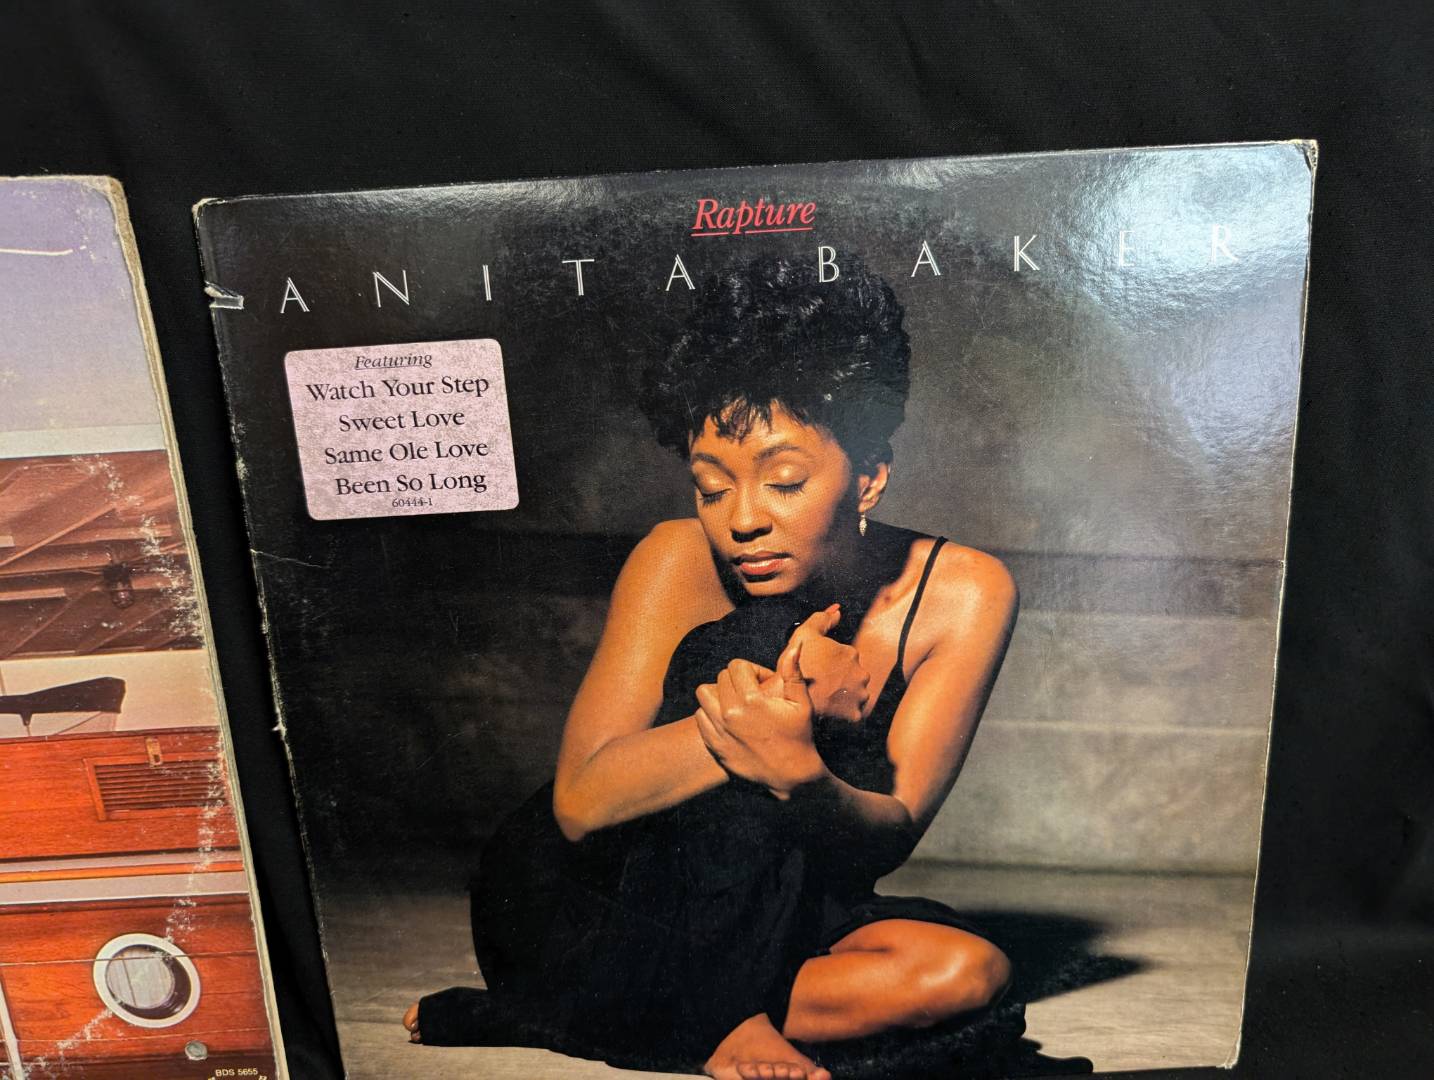 Rapture
ANITA BAKER
Featuring
Watch Your Step
Sweet Love
Same Ole Love
Been So Long
60444-1
BDS 5655